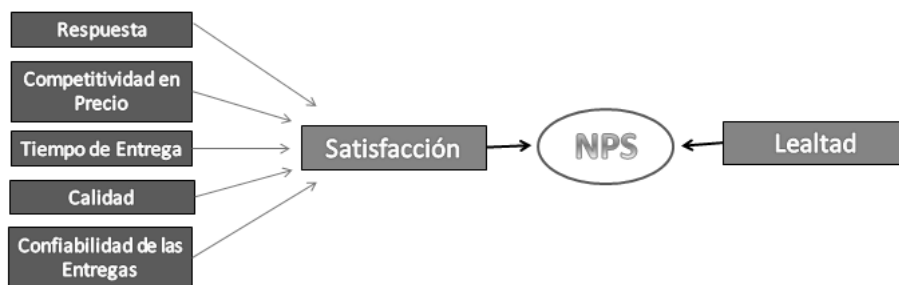 Respuesta
Competitividad en
Precio
Tiempo de Entrega
Calidad
Confiabilidad de las
Entregas
Satisfacción
NPS
Lealtad